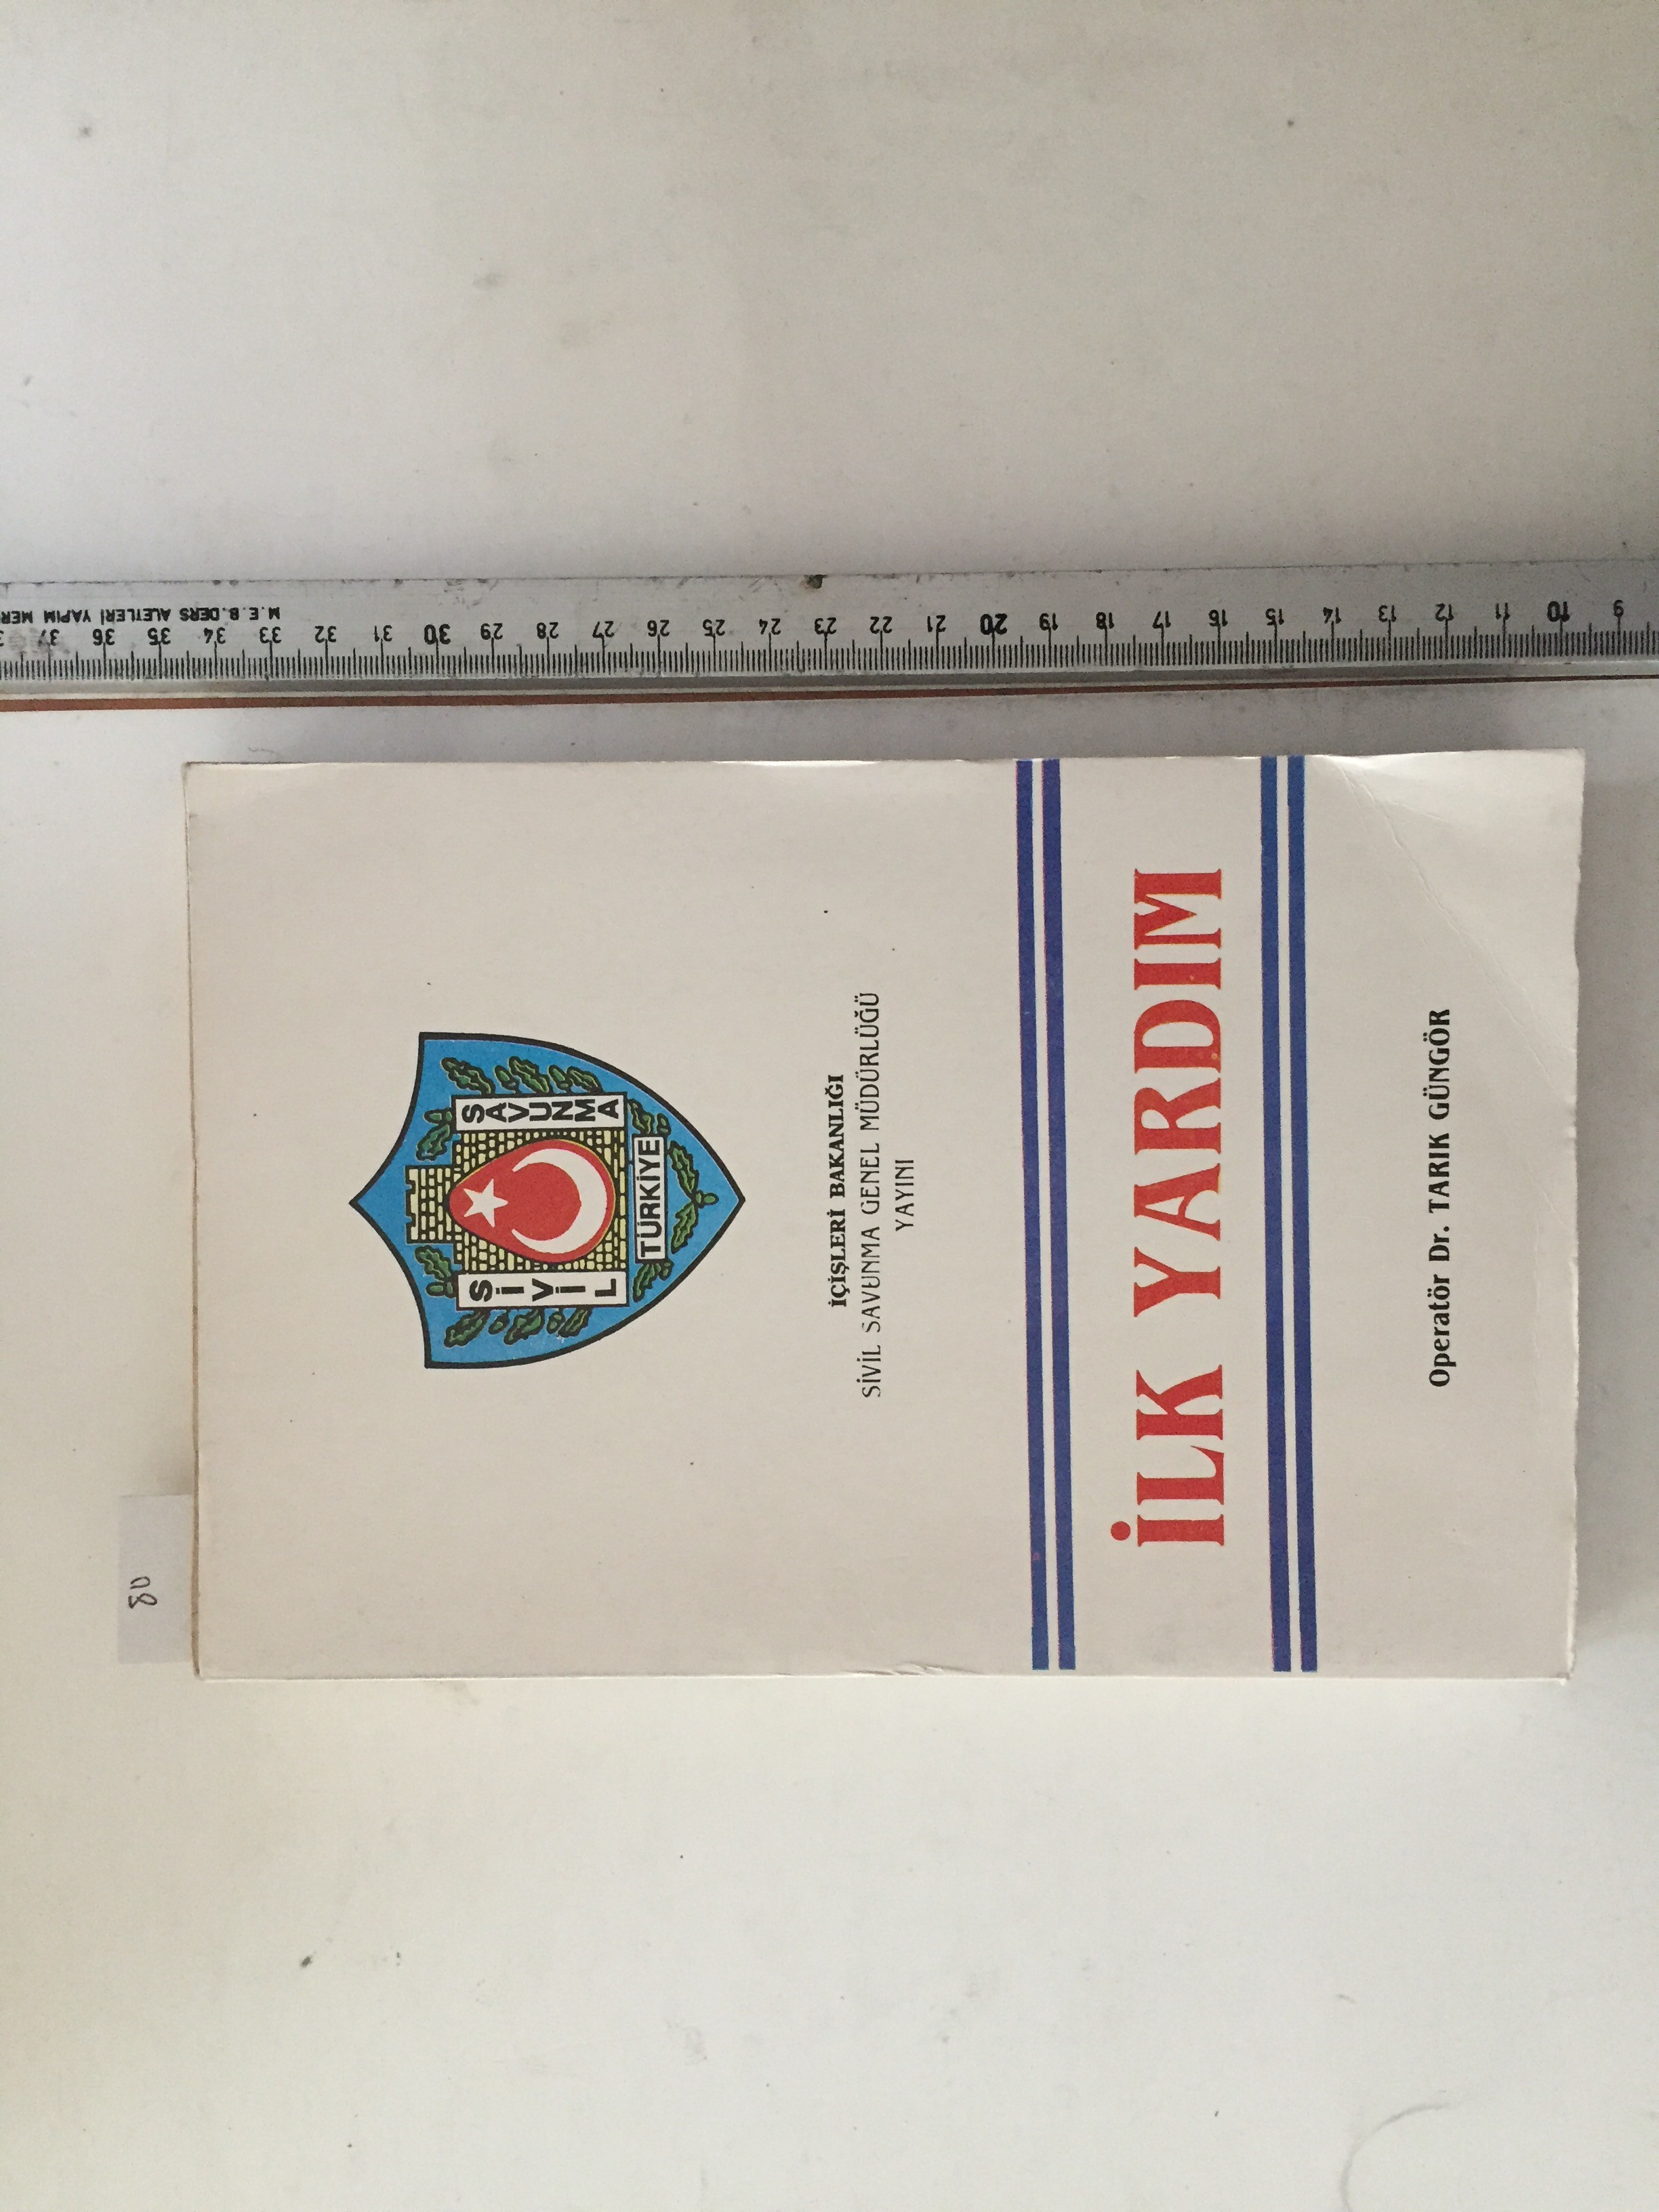 M.E.B. DERS ALETLERİ YAPIM MER
37 36 35 34 33 32 31 30 29 28 27 26 25 24 23 22 21 20 19 18 17 16 15 14 13 12 11 10 9
80
SİVİL
SAVUNMA
TÜRKİYE
İÇİŞLERİ BAKANLIĞI
SİVİL SAVUNMA GENEL MÜDÜRLÜĞÜ
YAYINI
İLK YARDIM
Operatör Dr. TARIK GÜNGÖR